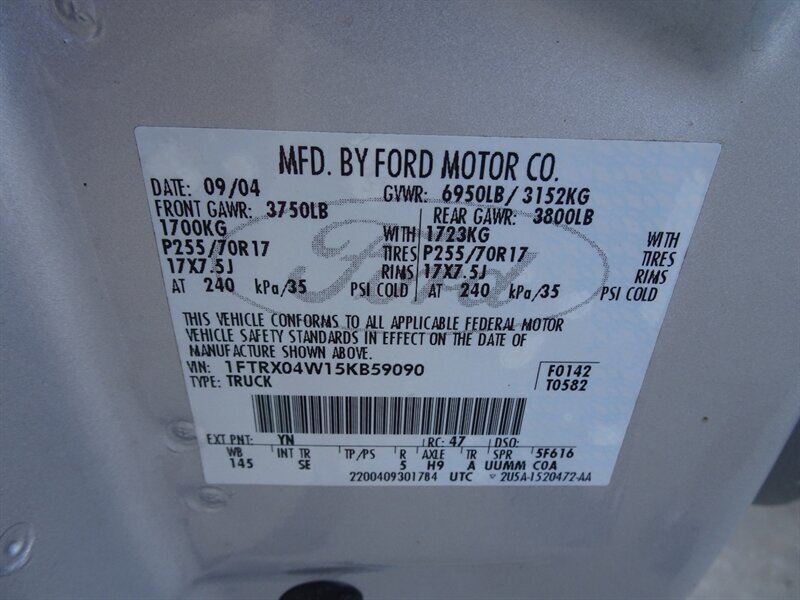 MFD. BY FORD MOTOR CO.
DATE: 09/04 GVWR: 6950LB/ 3152KG
FRONT GAWR: 3750LB REAR GAWR: 3800LB
1700KG WITH 1723KG WITH
P255/70R17 TIRES P255/70R17 TIRES
17X7.5J RIMS 17X7.5J RIMS
AT 240 kPa/35 PSI COLD AT 240 kPa/35 PSI COLD
Ford
THIS VEHICLE CONFORMS TO ALL APPLICABLE FEDERAL MOTOR
VEHICLE SAFETY STANDARDS IN EFFECT ON THE DATE OF
MANUFACTURE SHOWN ABOVE.
VIN: 1FTRX04W15KB59090 F0142
TYPE: TRUCK T0582
EXT PNT: YN RC: 47 DSO:
WB INT TR TP/PS R AXLE TR SPR 5F616
145 SE 5 H9 A UUMM COA
2200409301784 UTC ▽ 2U5A-1520472-AA